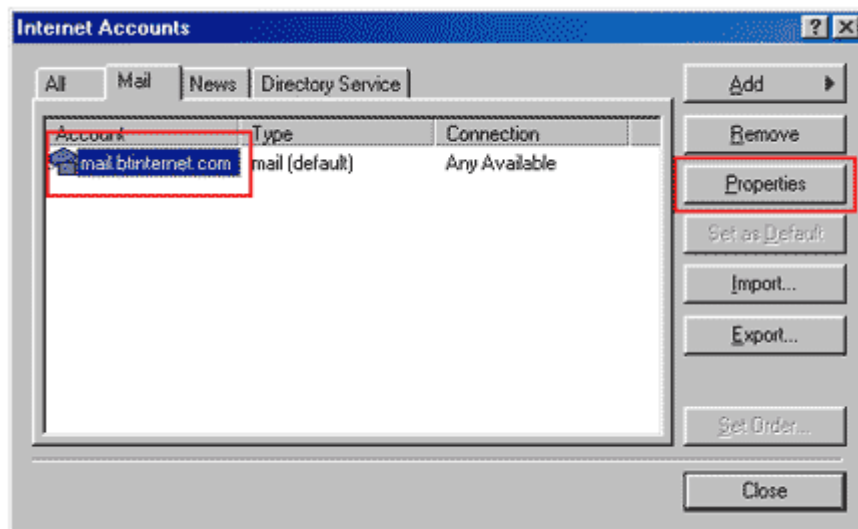 Internet Accounts
All Mail News Directory Service
Add
Remove
Properties
Set as Default
Import...
Export...
Set Order...
Close
Account Type Connection
mail.btinternet.com mail (default) Any Available